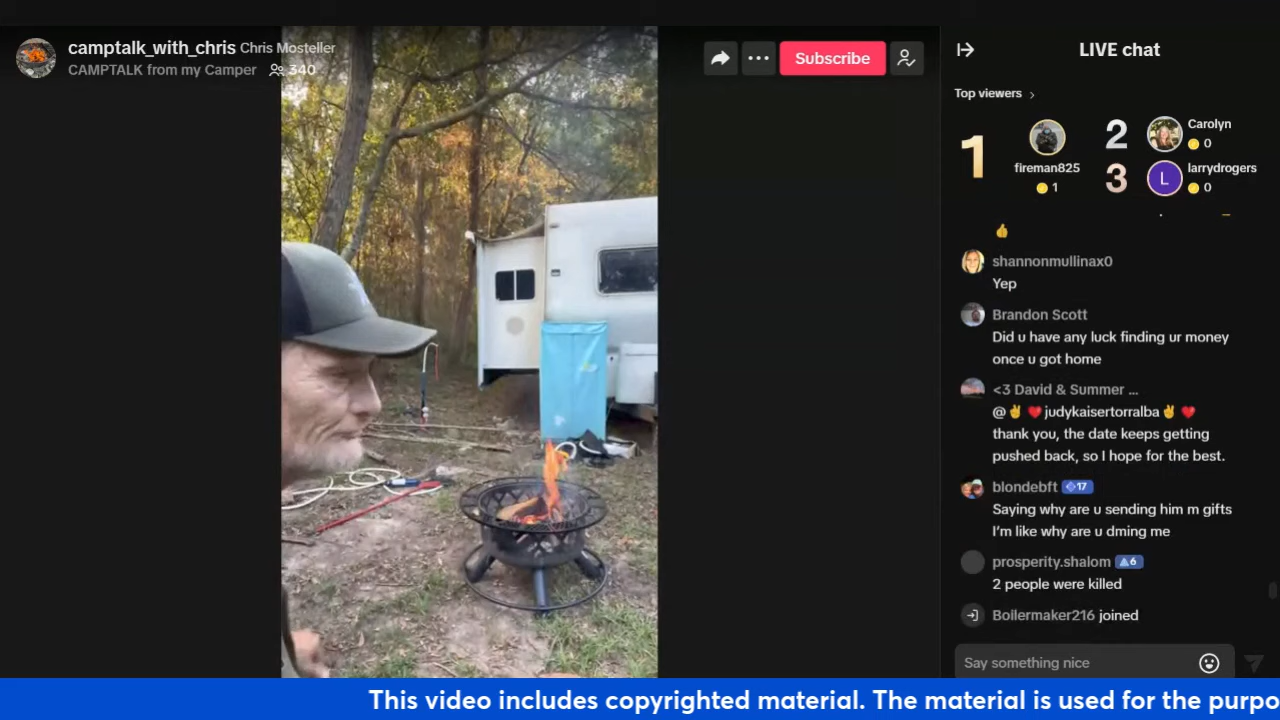 camptalk_with_chris Chris Mosteller
CAMPTALK from my Camper 340
Subscribe
LIVE chat
Top viewers
1
fireman825
1
2
Carolyn
0
3
L
larrydrogers
0
👍
shannonmullinax0
Yep
Brandon Scott
Did u have any luck finding ur money
once u got home
<3 David & Summer ...
@✌️❤️judykaisertorralba✌️❤️
thank you, the date keeps getting
pushed back, so I hope for the best.
blondebft 17
Saying why are u sending him m gifts
I'm like why are u dming me
prosperity.shalom 6
2 people were killed
Boilermaker216 joined
Say something nice
This video includes copyrighted material. The material is used for the purpo